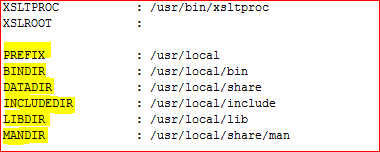 XSLTPROC : /usr/bin/xsltproc
XSLROOT :
PREFIX : /usr/local
BINDIR : /usr/local/bin
DATADIR : /usr/local/share
INCLUDEDIR : /usr/local/include
LIBDIR : /usr/local/lib
MANDIR : /usr/local/share/man